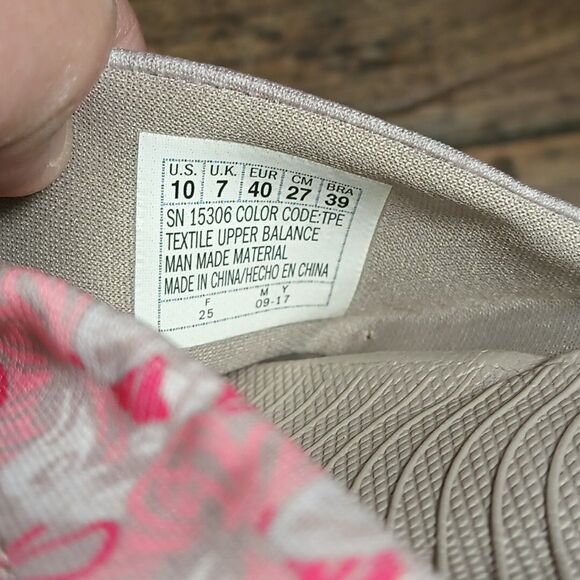 U.S. U.K. EUR CM BRA
10 7 40 27 39
SN 15306 COLOR CODE:TPE
TEXTILE UPPER BALANCE
MAN MADE MATERIAL
MADE IN CHINA/HECHO EN CHINA
F M Y
25 09-17